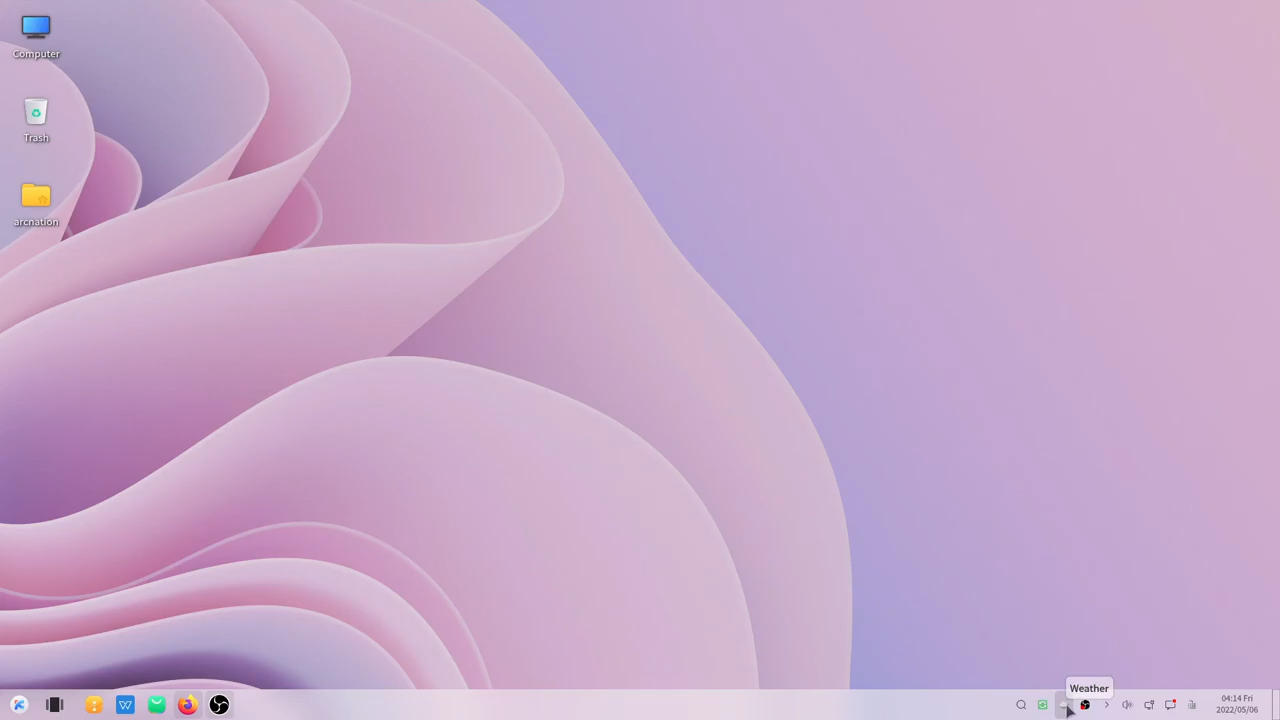 Computer
Trash
arcnation
Weather
04:14 Fri
2022/05/06